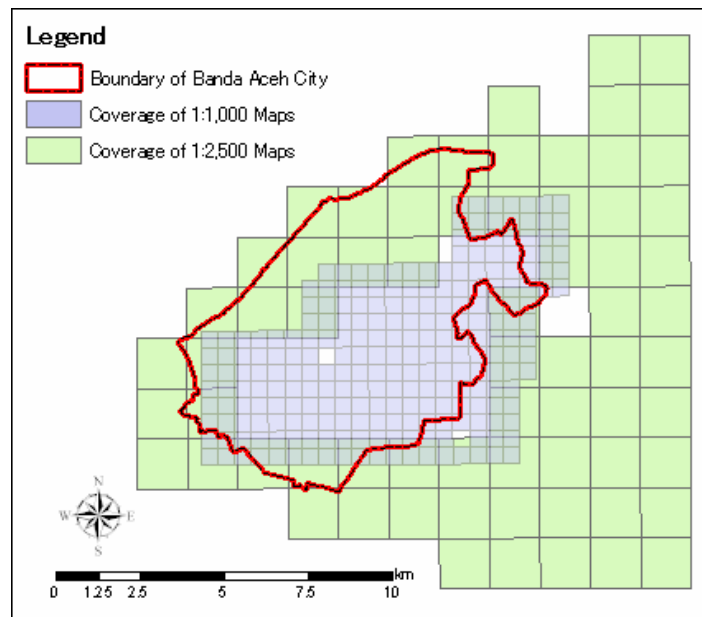 Legend
Boundary of Banda Aceh City
Coverage of 1:1,000 Maps
Coverage of 1:2,500 Maps
N
W E
S
km
0 1.25 2.5 5 7.5 10